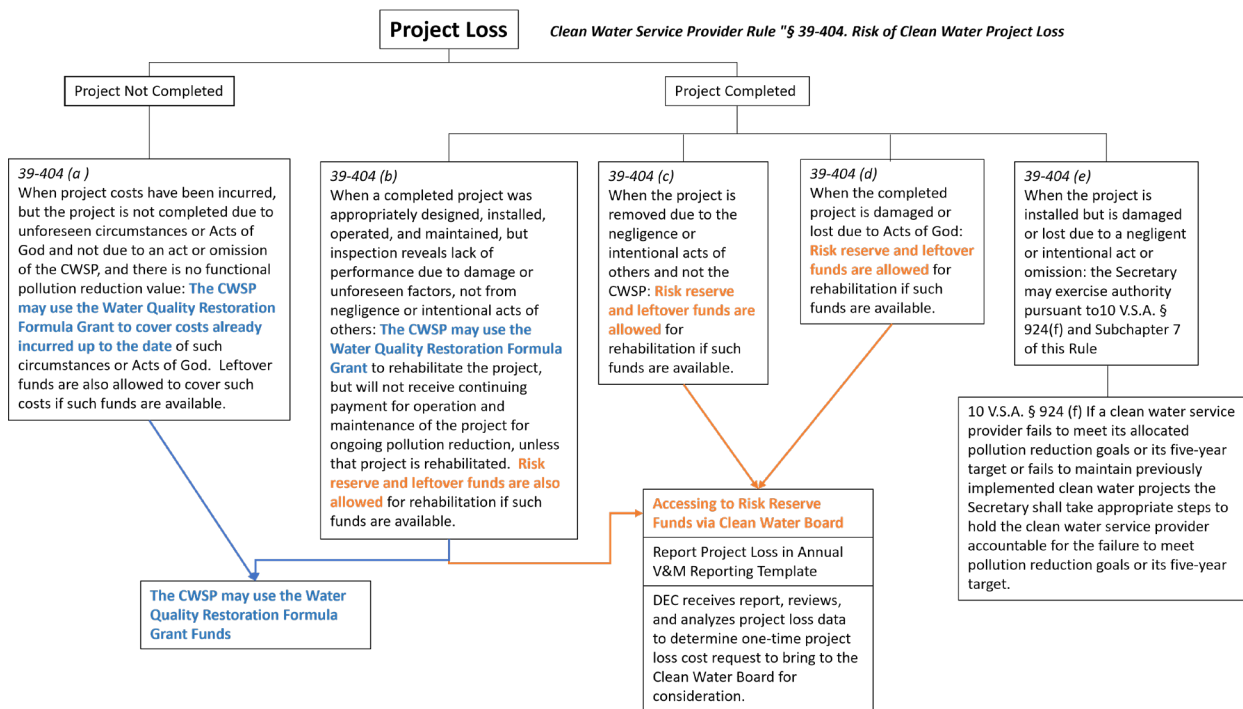 Project Loss
Clean Water Service Provider Rule "§ 39-404. Risk of Clean Water Project Loss
Project Not Completed
Project Completed
39-404 (a )
When project costs have been incurred,
but the project is not completed due to
unforeseen circumstances or Acts of
God and not due to an act or omission
of the CWSP, and there is no functional
pollution reduction value: The CWSP
may use the Water Quality Restoration
Formula Grant to cover costs already
incurred up to the date of such
circumstances or Acts of God.  Leftover
funds are also allowed to cover such
costs if such funds are available.
39-404 (b)
When a completed project was
appropriately designed, installed,
operated, and maintained, but
inspection reveals lack of
performance due to damage or
unforeseen factors, not from
negligence or intentional acts of
others: The CWSP may use the
Water Quality Restoration Formula
Grant to rehabilitate the project,
but will not receive continuing
payment for operation and
maintenance of the project for
ongoing pollution reduction, unless
that project is rehabilitated.  Risk
reserve and leftover funds are also
allowed for rehabilitation if such
funds are available.
39-404 (c)
When the project is
removed due to the
negligence or
intentional acts of
others and not the
CWSP: Risk reserve
and leftover funds are
allowed for
rehabilitation if such
funds are available.
39-404 (d)
When the completed
project is damaged or
lost due to Acts of God:
Risk reserve and leftover
funds are allowed for
rehabilitation if such
funds are available.
39-404 (e)
When the project is
installed but is damaged
or lost due to a negligent
or intentional act or
omission: the Secretary
may exercise authority
pursuant to10 V.S.A. §
924(f) and Subchapter 7
of this Rule
10 V.S.A. § 924 (f) If a clean water service
provider fails to meet its allocated
pollution reduction goals or its five-year
target or fails to maintain previously
implemented clean water projects the
Secretary shall take appropriate steps to
hold the clean water service provider
accountable for the failure to meet
pollution reduction goals or its five-year
target.
The CWSP may use the Water
Quality Restoration Formula
Grant Funds
Accessing to Risk Reserve
Funds via Clean Water Board
Report Project Loss in Annual
V&M Reporting Template
DEC receives report, reviews,
and analyzes project loss data
to determine one-time project
loss cost request to bring to the
Clean Water Board for
consideration.